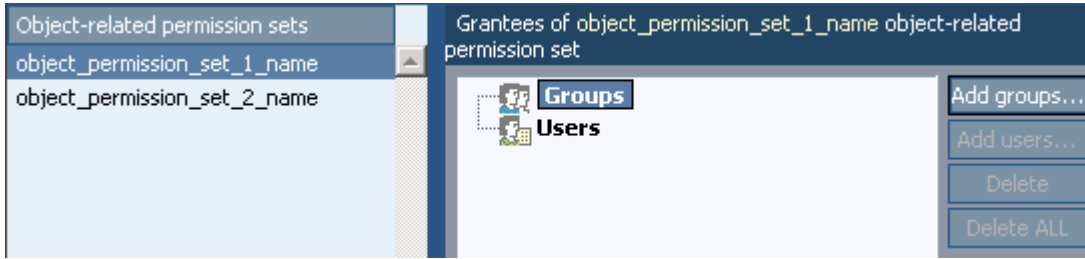 Object-related permission sets
object_permission_set_1_name
object_permission_set_2_name
Grantees of object_permission_set_1_name object-related
permission set
Groups
Users
Add groups...
Add users...
Delete
Delete ALL